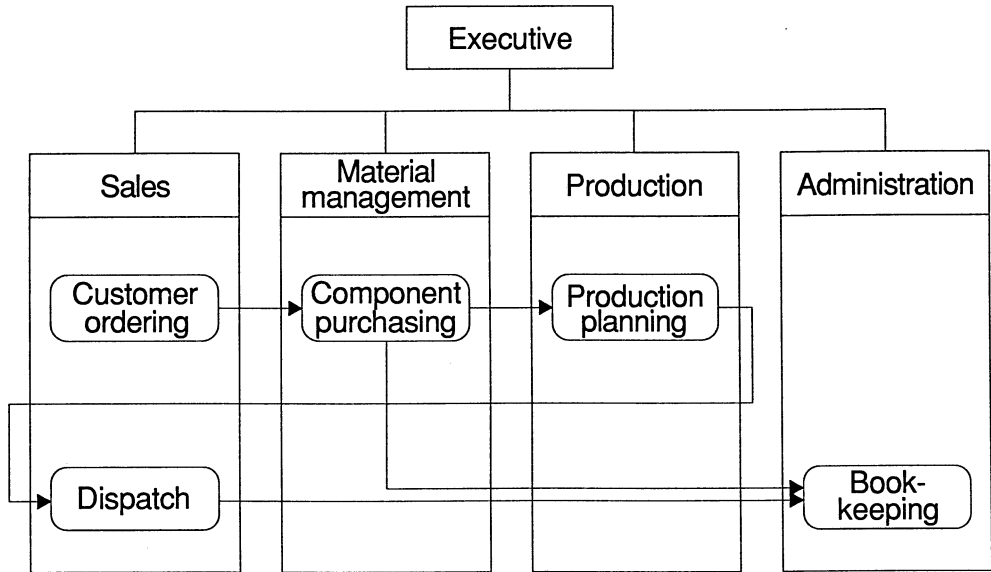 Executive
Sales
Material
management
Production
Administration
Customer
ordering
Component
purchasing
Production
planning
Dispatch
Book-
keeping